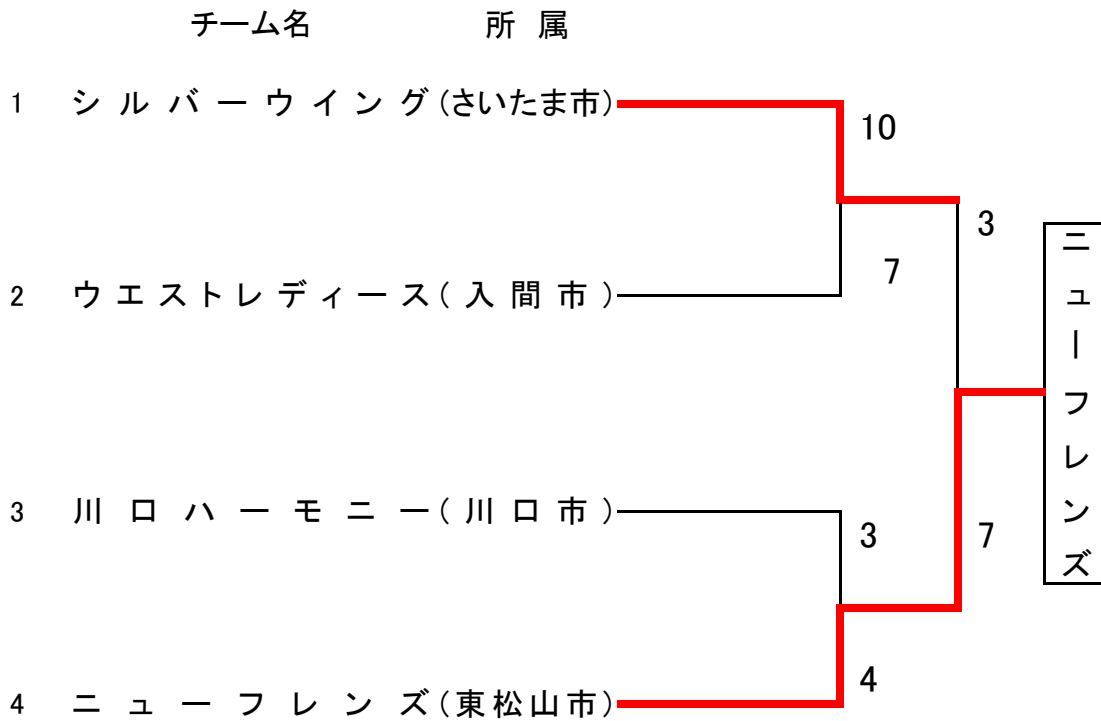 チーム名 所属
1 シルバーウイング(さいたま市)
10
3
7
2 ウエストレディース(入間市)
ニューフレンズ
3 川口ハーモニー(川口市)
3
7
4
4 ニューフレンズ(東松山市)